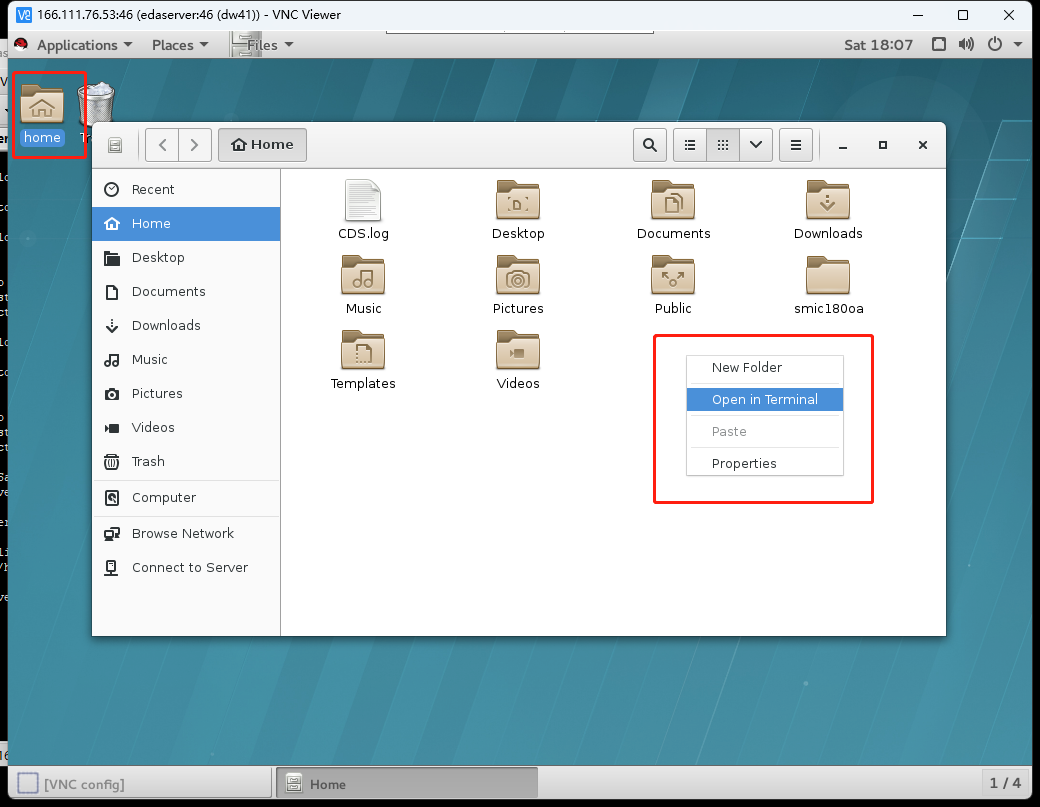 166.111.76.53:46 (edaserver:46 (dw41)) - VNC Viewer
Applications Places Files Sat 18:07
home
Home
Recent
Home
Desktop
Documents
Downloads
Music
Pictures
Videos
Trash
Computer
Browse Network
Connect to Server
CDS.log Desktop Documents Downloads
Music Pictures Public smic180oa
Templates Videos
New Folder
Open in Terminal
Paste
Properties
[VNC config] Home 1 / 4